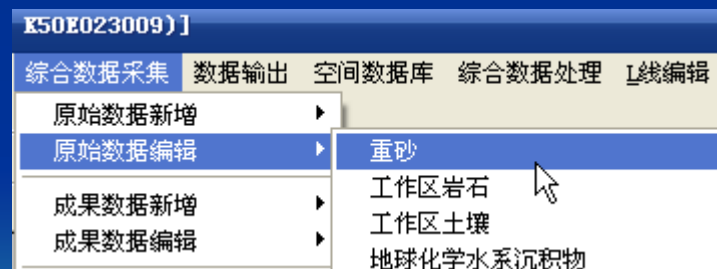 K50E023009)]
综合数据采集 数据输出 空间数据库 综合数据处理 L线编辑
原始数据新增
原始数据编辑
重砂
工作区岩石
成果数据新增
工作区土壤
成果数据编辑
地球化学水系沉积物